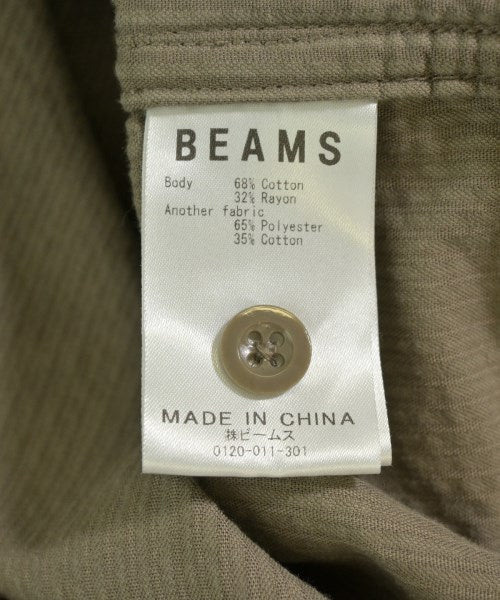 BEAMS
Body 68% Cotton
32% Rayon
Another fabric
65% Polyester
35% Cotton
MADE IN CHINA
㈱ビームス
0120-011-301